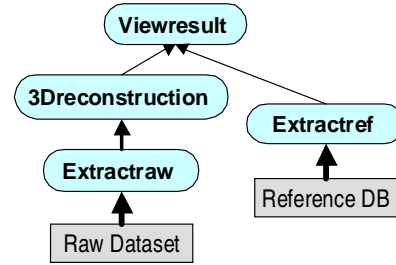 Viewresult
3Dreconstruction
Extractref
Extractraw
Reference DB
Raw Dataset